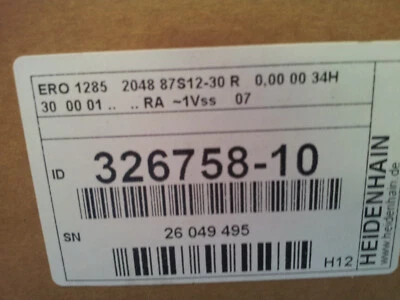 ERO 1285 2048 87S12-30 R 0,00 00 34H
30 00 01 .. .. RA ~1Vss 07
ID 326758-10
SN 26 049 495
H12
HEIDENHAIN
www.heidenhain.de